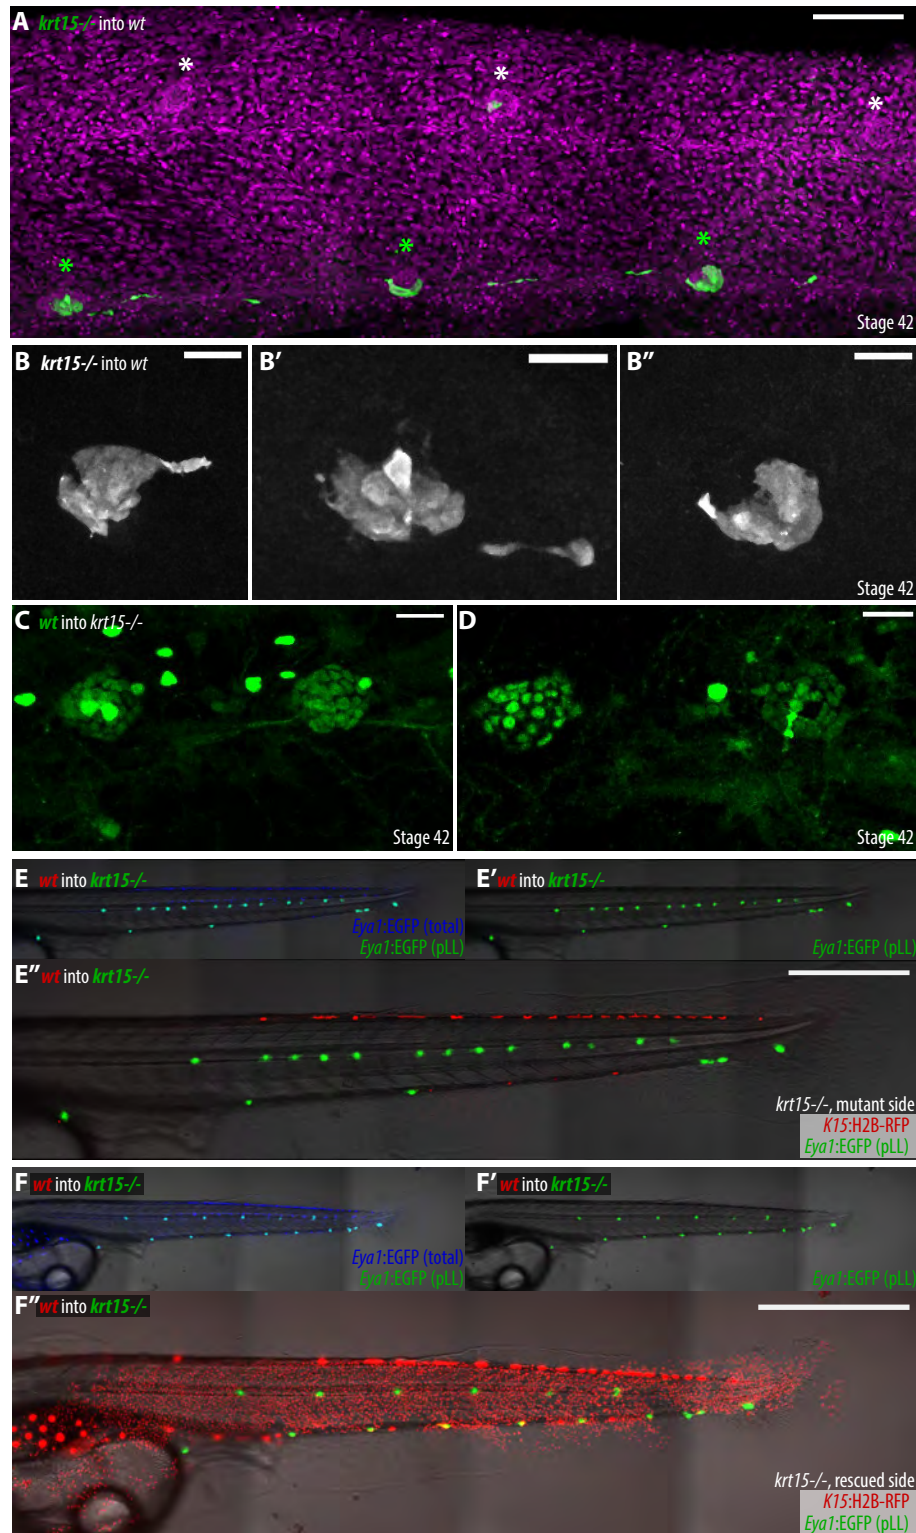 A krt15-/- into wt
* * *
* * *
Stage 42
B krt15-/- into wt
B′
B″
Stage 42
C wt into krt15-/-
D
Stage 42
Stage 42
E wt into krt15-/-
E′ wt into krt15-/-
Eya1:EGFP (total)
Eya1:EGFP (pLL)
Eya1:EGFP (pLL)
E″ wt into krt15-/-
krt15-/-, mutant side
K15:H2B-RFP
Eya1:EGFP (pLL)
F wt into krt15-/-
F′ wt into krt15-/-
Eya1:EGFP (total)
Eya1:EGFP (pLL)
Eya1:EGFP (pLL)
F″ wt into krt15-/-
krt15-/-, rescued side
K15:H2B-RFP
Eya1:EGFP (pLL)